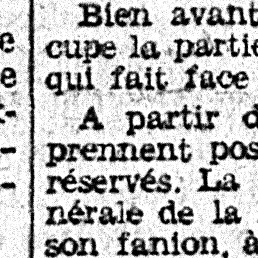 Bien avant
cupe la partie
qui fait face
A partir d
prennent pos
réservés. La
nérale de la
son fanion, à